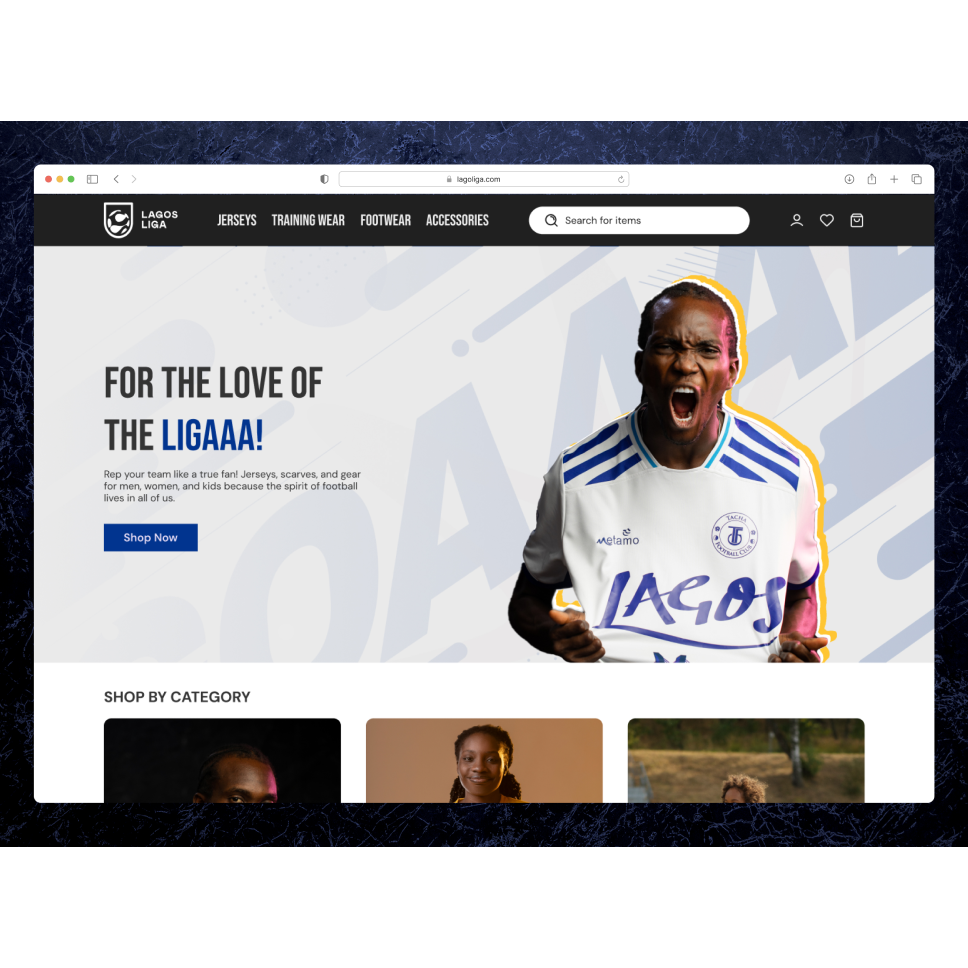 lagoliga.com
LAGOS
LIGA
JERSEYS
TRAINING WEAR
FOOTWEAR
ACCESSORIES
Search for items
FOR THE LOVE OF
THE LIGAAA!
Rep your team like a true fan! Jerseys, scarves, and gear
for men, women, and kids because the spirit of football
lives in all of us.
Shop Now
metamo
TACHA
FOOTBALL CLUB
LAGOS
SHOP BY CATEGORY